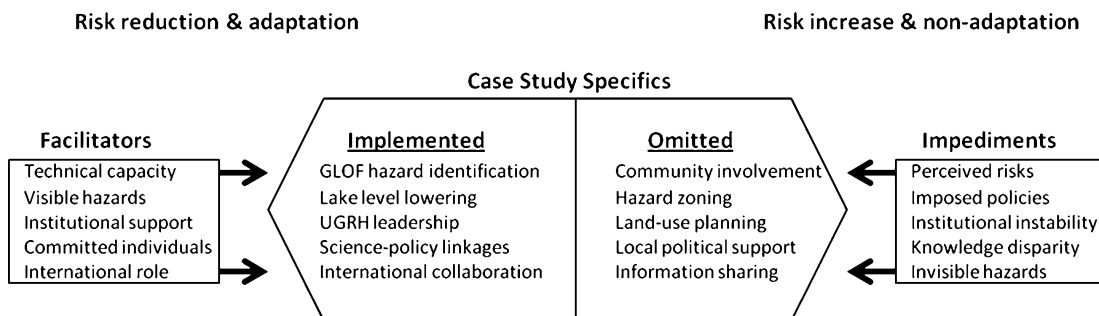 Risk reduction & adaptation
Risk increase & non-adaptation
Case Study Specifics
Facilitators
Technical capacity
Visible hazards
Institutional support
Committed individuals
International role
Implemented
GLOF hazard identification
Lake level lowering
UGRH leadership
Science-policy linkages
International collaboration
Omitted
Community involvement
Hazard zoning
Land-use planning
Local political support
Information sharing
Impediments
Perceived risks
Imposed policies
Institutional instability
Knowledge disparity
Invisible hazards